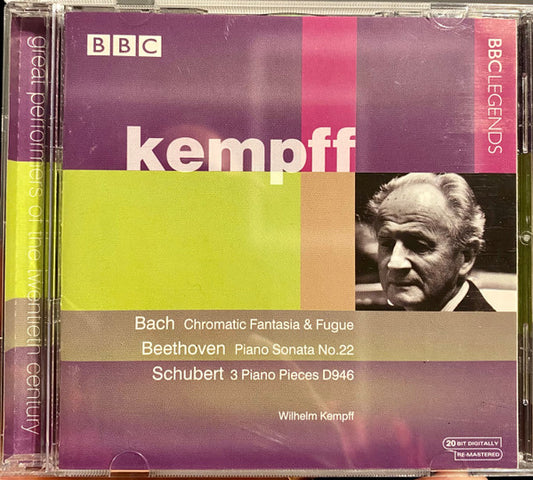 BBC
BBC LEGENDS
kempff
great performers of the twentieth century
Bach Chromatic Fantasia & Fugue
Beethoven Piano Sonata No.22
Schubert 3 Piano Pieces D946
Wilhelm Kempff
20 BIT DIGITALLY
RE-MASTERED